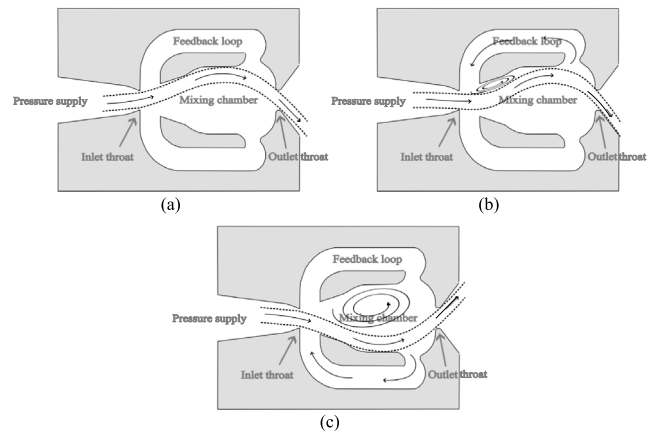 Feedback loop
Pressure supply
Mixing chamber
Inlet throat
Outlet throat
(a)
Feedback loop
Pressure supply
Mixing chamber
Inlet throat
Outlet throat
(b)
Feedback loop
Pressure supply
Mixing chamber
Inlet throat
Outlet throat
(c)